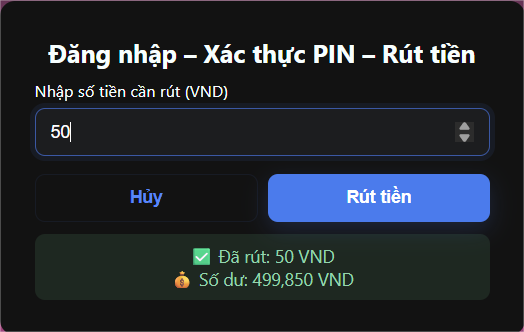 Đăng nhập – Xác thực PIN – Rút tiền
Nhập số tiền cần rút (VND)
50
Hủy
Rút tiền
✅ Đã rút: 50 VND
💰 Số dư: 499,850 VND